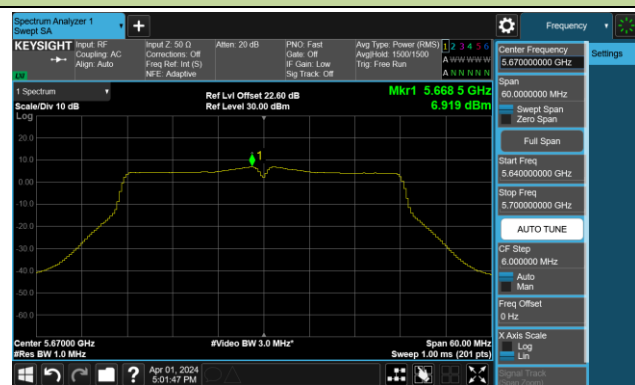 Spectrum Analyzer 1
Swept SA
Frequency
KEYSIGHT
Input: RF
Coupling: AC
Align: Auto
Input Z: 50 Ω
Corrections: Off
Freq Ref: Int (S)
NFE: Adaptive
Atten: 20 dB
PNO: Fast
Gate: Off
IF Gain: Low
Sig Track: Off
Avg Type: Power (RMS)
Avg|Hold: 1500/1500
Trig: Free Run
1 2 3 4 5 6
A W W W W W
A N N N N N
LW
1 Spectrum
Scale/Div 10 dB
Log
Ref Lvl Offset 22.60 dB
Ref Level 30.00 dBm
Mkr1 5.668 5 GHz
6.919 dBm
1
20.0
10.0
0.00
-10.0
-20.0
-30.0
-40.0
-50.0
-60.0
Center 5.67000 GHz
#Res BW 1.0 MHz
#Video BW 3.0 MHz*
Span 60.00 MHz
Sweep 1.00 ms (201 pts)
Apr 01, 2024
5:01:47 PM
Center Frequency
5.670000000 GHz
Span
60.0000000 MHz
Swept Span
Zero Span
Full Span
Start Freq
5.640000000 GHz
Stop Freq
5.700000000 GHz
AUTO TUNE
CF Step
6.000000 MHz
Auto
Man
Freq Offset
0 Hz
X Axis Scale
Log
Lin
Signal Track
(Span Zoom)
Settings